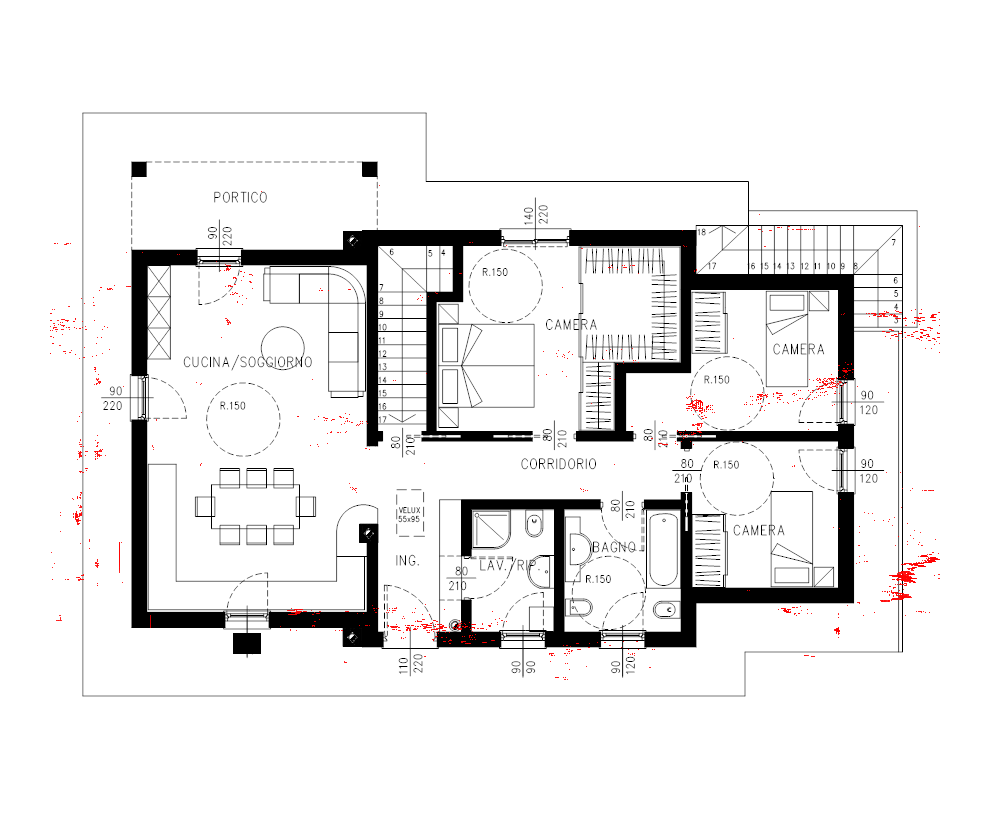 PORTICO
90
220
140
220
18
17
16 15 14 13 12 11 10 9 8
7
6
5
4
6
5 4
7
8
9
10
11
12
13
14
15
16
17
R.150
CAMERA
CUCINA/SOGGIORNO
CAMERA
R.150
90
220
R.150
90
120
80
210
80
210
80
210
CORRIDORIO
80
210
R.150
90
120
VELUX
55x95
80
210
CAMERA
ING.
LAV./RIP.
BAGNO
80
210
R.150
110
220
90
90
90
120